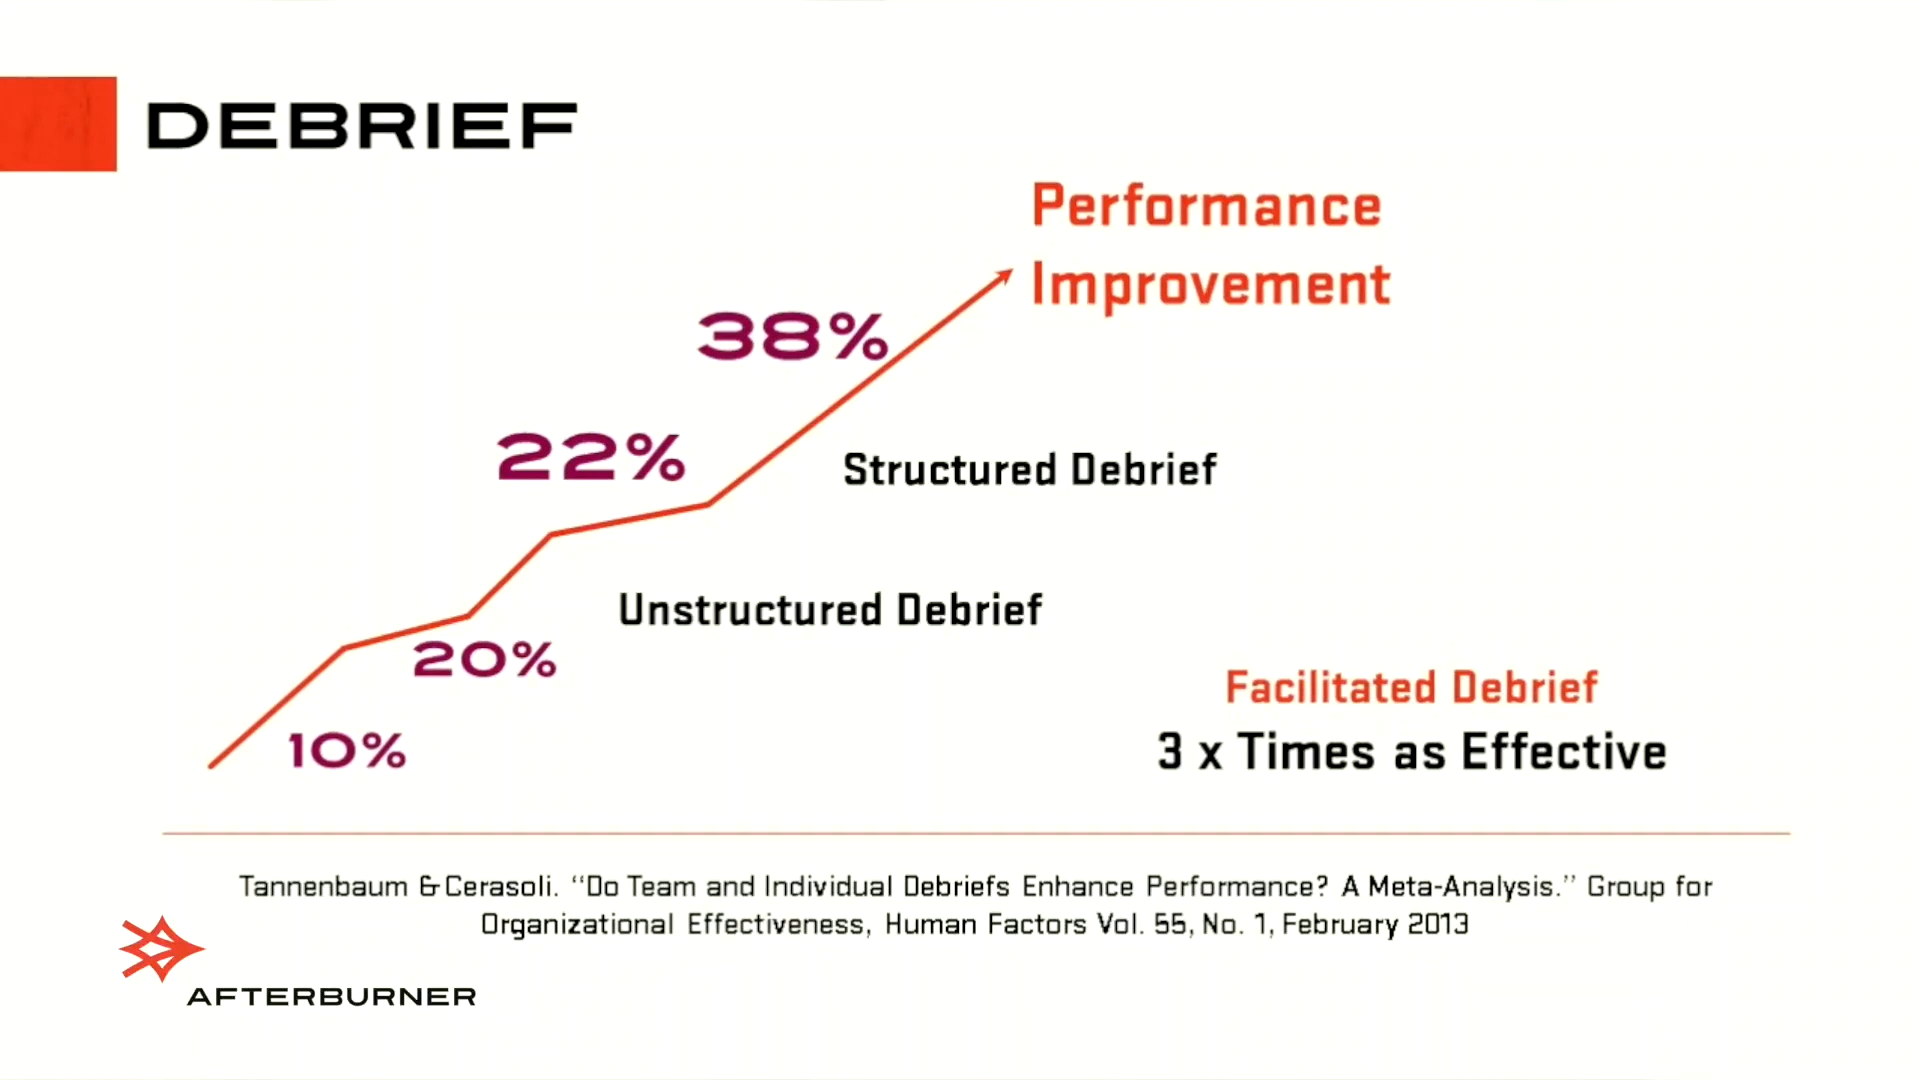 DEBRIEF
Performance
Improvement
38%
22%
Structured Debrief
Unstructured Debrief
20%
Facilitated Debrief
10%
3 x Times as Effective
Tannenbaum & Cerasoli. “Do Team and Individual Debriefs Enhance Performance? A Meta-Analysis.” Group for
Organizational Effectiveness, Human Factors Vol. 55, No. 1, February 2013
AFTERBURNER